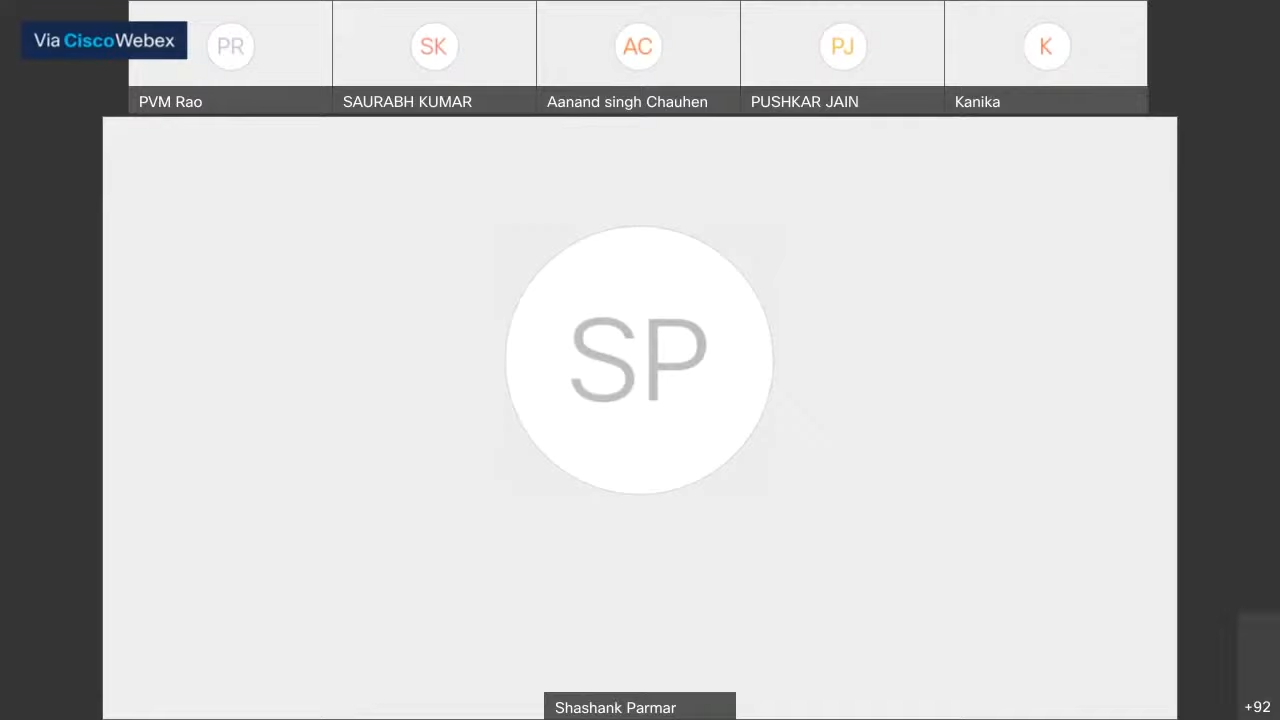 Via CiscoWebex
PR
SK
AC
PJ
K
PVM Rao
SAURABH KUMAR
Aanand singh Chauhen
PUSHKAR JAIN
Kanika
SP
Shashank Parmar
+92